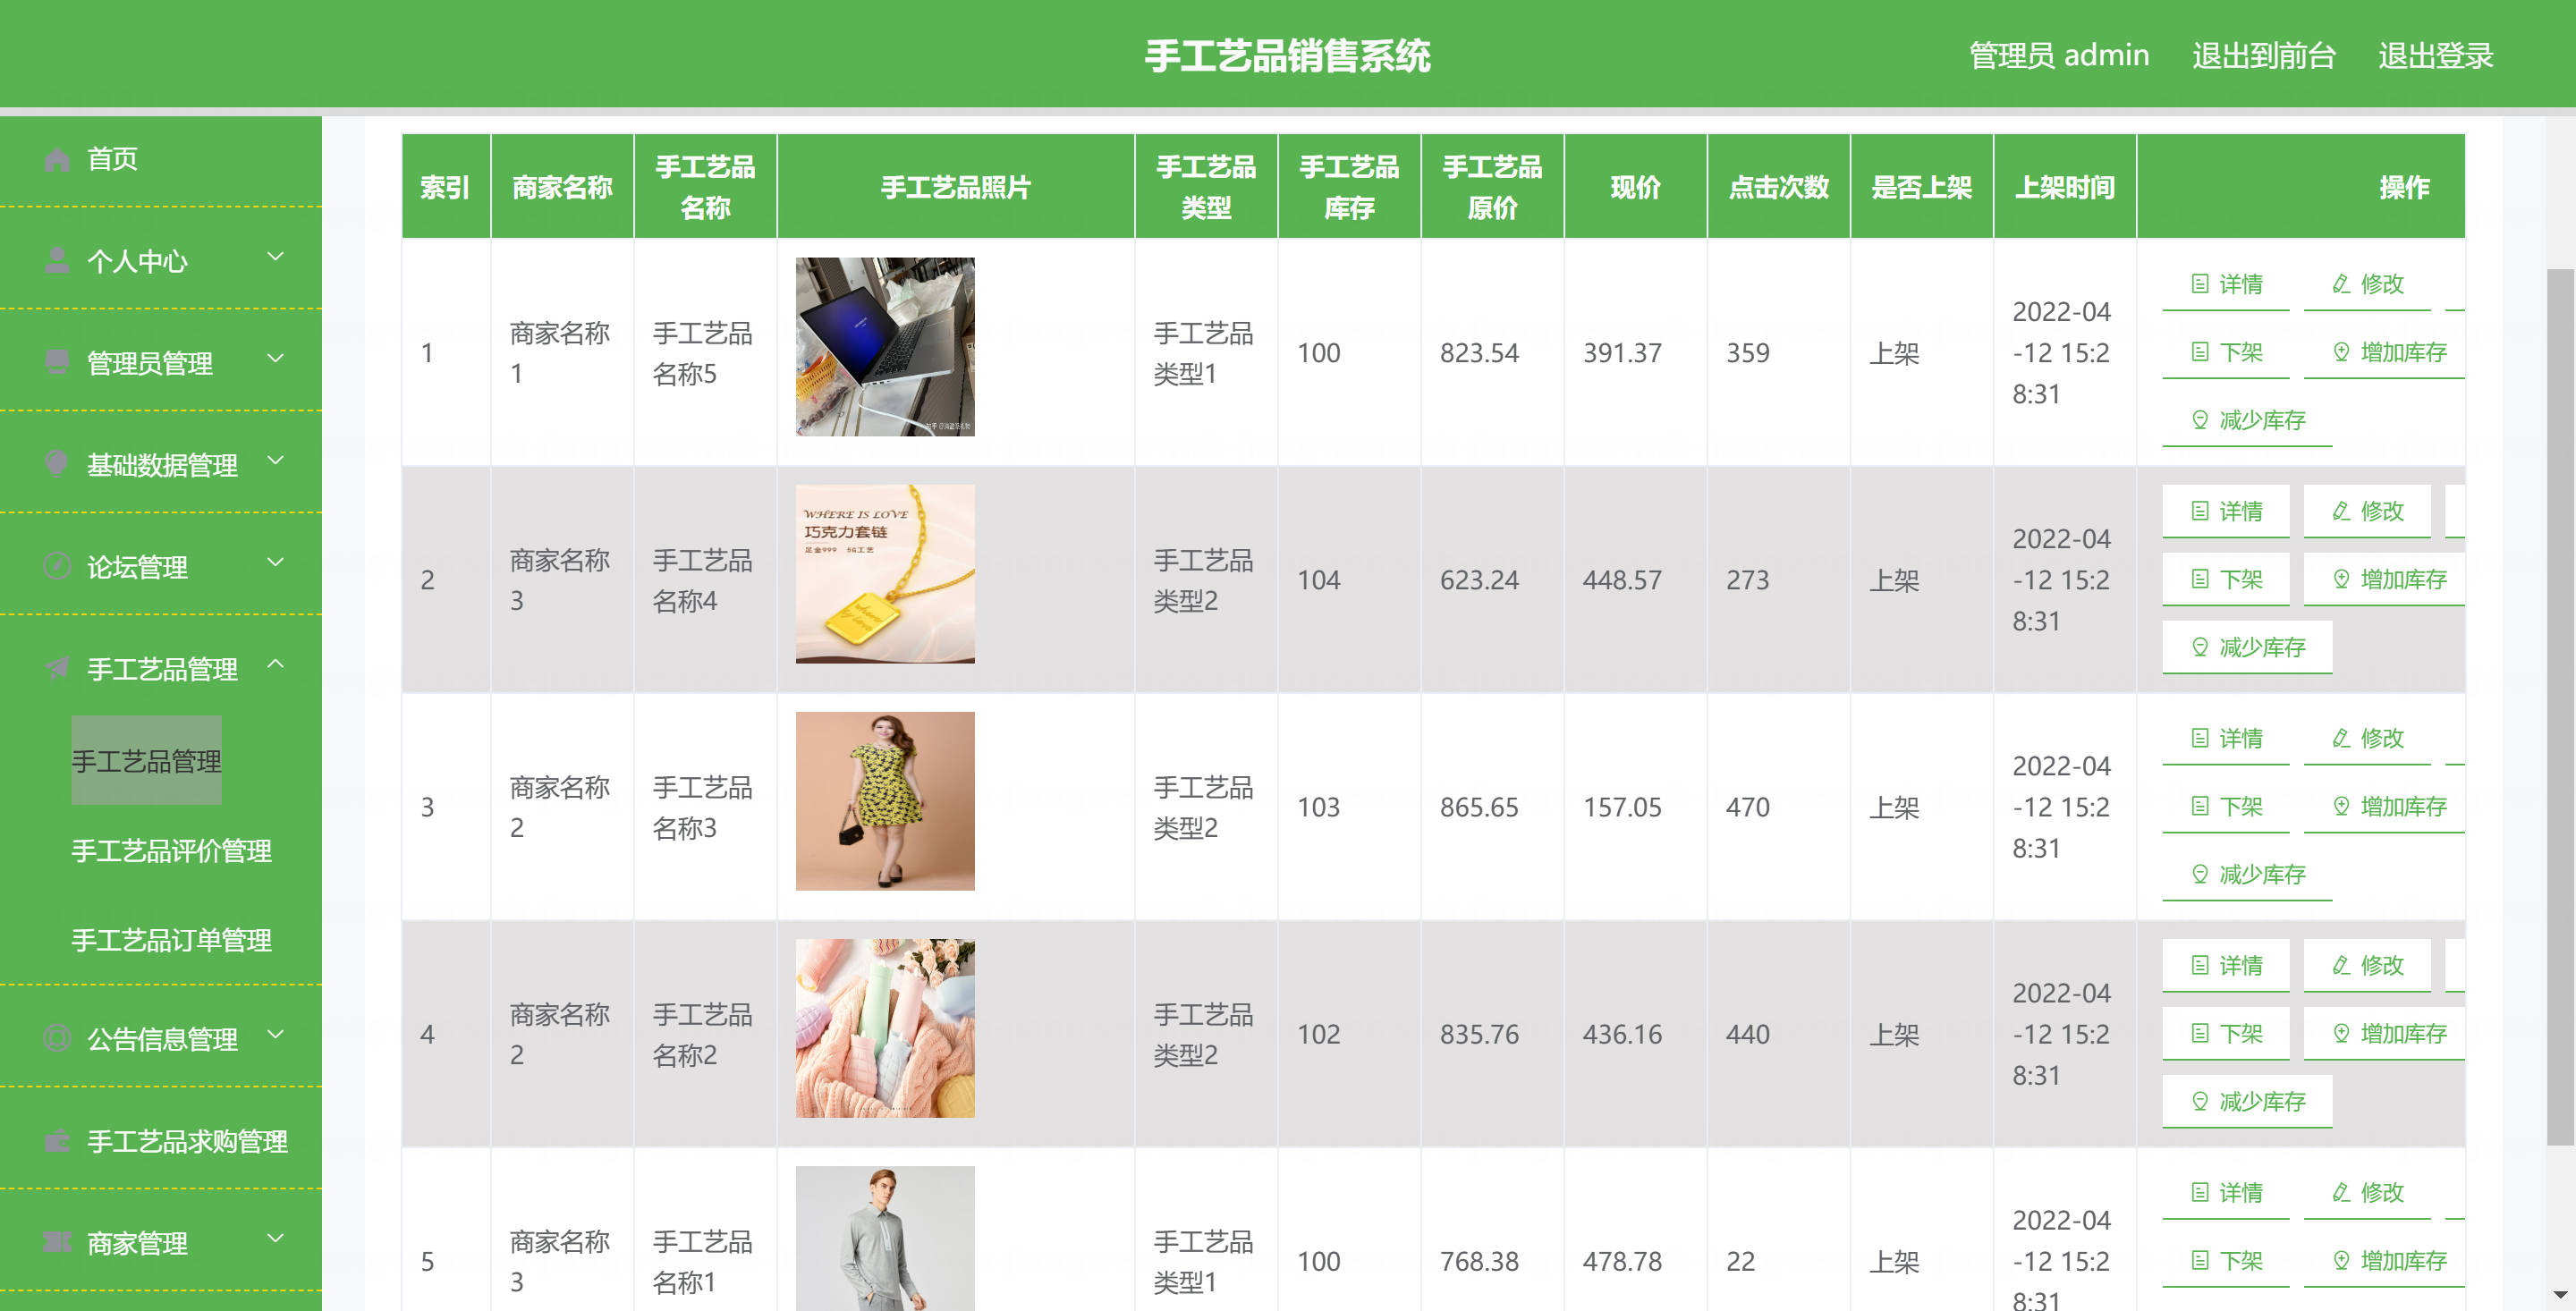 手工艺品销售系统
管理员 admin 退出到前台 退出登录
首页
个人中心
管理员管理
基础数据管理
论坛管理
手工艺品管理
手工艺品管理
手工艺品评价管理
手工艺品订单管理
公告信息管理
手工艺品求购管理
商家管理
索引 商家名称 手工艺品名称 手工艺品照片 手工艺品类型 手工艺品库存 手工艺品原价 现价 点击次数 是否上架 上架时间 操作
1 商家名称1 手工艺品名称5 手工艺品类型1 100 823.54 391.37 359 上架 2022-04-12 15:28:31
详情 修改
下架 增加库存
减少库存
WHERE IS LOVE
巧克力套链
足金999 5G工艺
2 商家名称3 手工艺品名称4 手工艺品类型2 104 623.24 448.57 273 上架 2022-04-12 15:28:31
详情 修改
下架 增加库存
减少库存
3 商家名称2 手工艺品名称3 手工艺品类型2 103 865.65 157.05 470 上架 2022-04-12 15:28:31
详情 修改
下架 增加库存
减少库存
4 商家名称2 手工艺品名称2 手工艺品类型2 102 835.76 436.16 440 上架 2022-04-12 15:28:31
详情 修改
下架 增加库存
减少库存
5 商家名称3 手工艺品名称1 手工艺品类型1 100 768.38 478.78 22 上架 2022-04-12 15:28:31
详情 修改
下架 增加库存